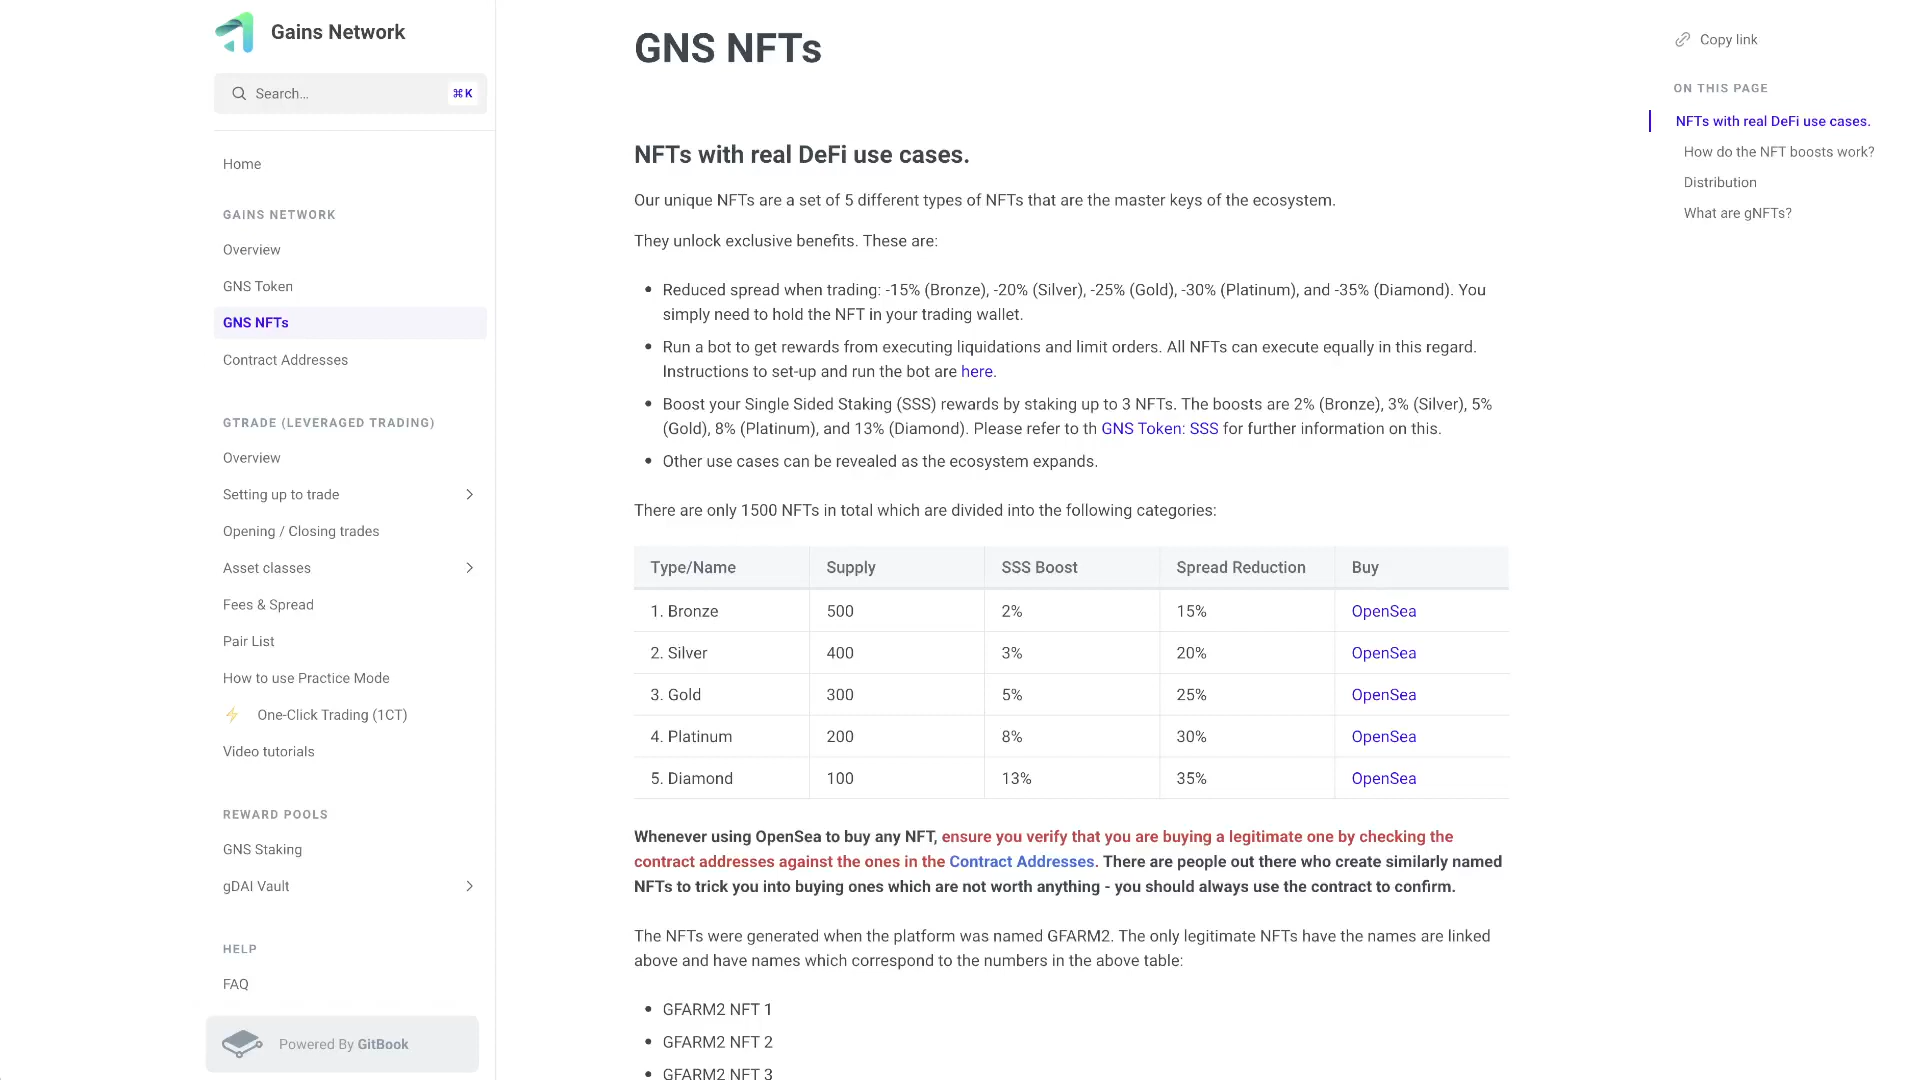 Gains Network
Search...
⌘K
Home
GAINS NETWORK
Overview
GNS Token
GNS NFTs
Contract Addresses
GTRADE (LEVERAGED TRADING)
Overview
Setting up to trade
Opening / Closing trades
Asset classes
Fees & Spread
Pair List
How to use Practice Mode
⚡ One-Click Trading (1CT)
Video tutorials
REWARD POOLS
GNS Staking
gDAI Vault
HELP
FAQ
Powered By GitBook
GNS NFTs
NFTs with real DeFi use cases.
Our unique NFTs are a set of 5 different types of NFTs that are the master keys of the ecosystem.
They unlock exclusive benefits. These are:
• Reduced spread when trading: -15% (Bronze), -20% (Silver), -25% (Gold), -30% (Platinum), and -35% (Diamond). You
simply need to hold the NFT in your trading wallet.
• Run a bot to get rewards from executing liquidations and limit orders. All NFTs can execute equally in this regard.
Instructions to set-up and run the bot are here.
• Boost your Single Sided Staking (SSS) rewards by staking up to 3 NFTs. The boosts are 2% (Bronze), 3% (Silver), 5%
(Gold), 8% (Platinum), and 13% (Diamond). Please refer to th GNS Token: SSS for further information on this.
• Other use cases can be revealed as the ecosystem expands.
There are only 1500 NFTs in total which are divided into the following categories:
Type/Name Supply SSS Boost Spread Reduction Buy
1. Bronze 500 2% 15% OpenSea
2. Silver 400 3% 20% OpenSea
3. Gold 300 5% 25% OpenSea
4. Platinum 200 8% 30% OpenSea
5. Diamond 100 13% 35% OpenSea
Whenever using OpenSea to buy any NFT, ensure you verify that you are buying a legitimate one by checking the
contract addresses against the ones in the Contract Addresses. There are people out there who create similarly named
NFTs to trick you into buying ones which are not worth anything - you should always use the contract to confirm.
The NFTs were generated when the platform was named GFARM2. The only legitimate NFTs have the names are linked
above and have names which correspond to the numbers in the above table:
• GFARM2 NFT 1
• GFARM2 NFT 2
• GFARM2 NFT 3
Copy link
ON THIS PAGE
NFTs with real DeFi use cases.
How do the NFT boosts work?
Distribution
What are gNFTs?